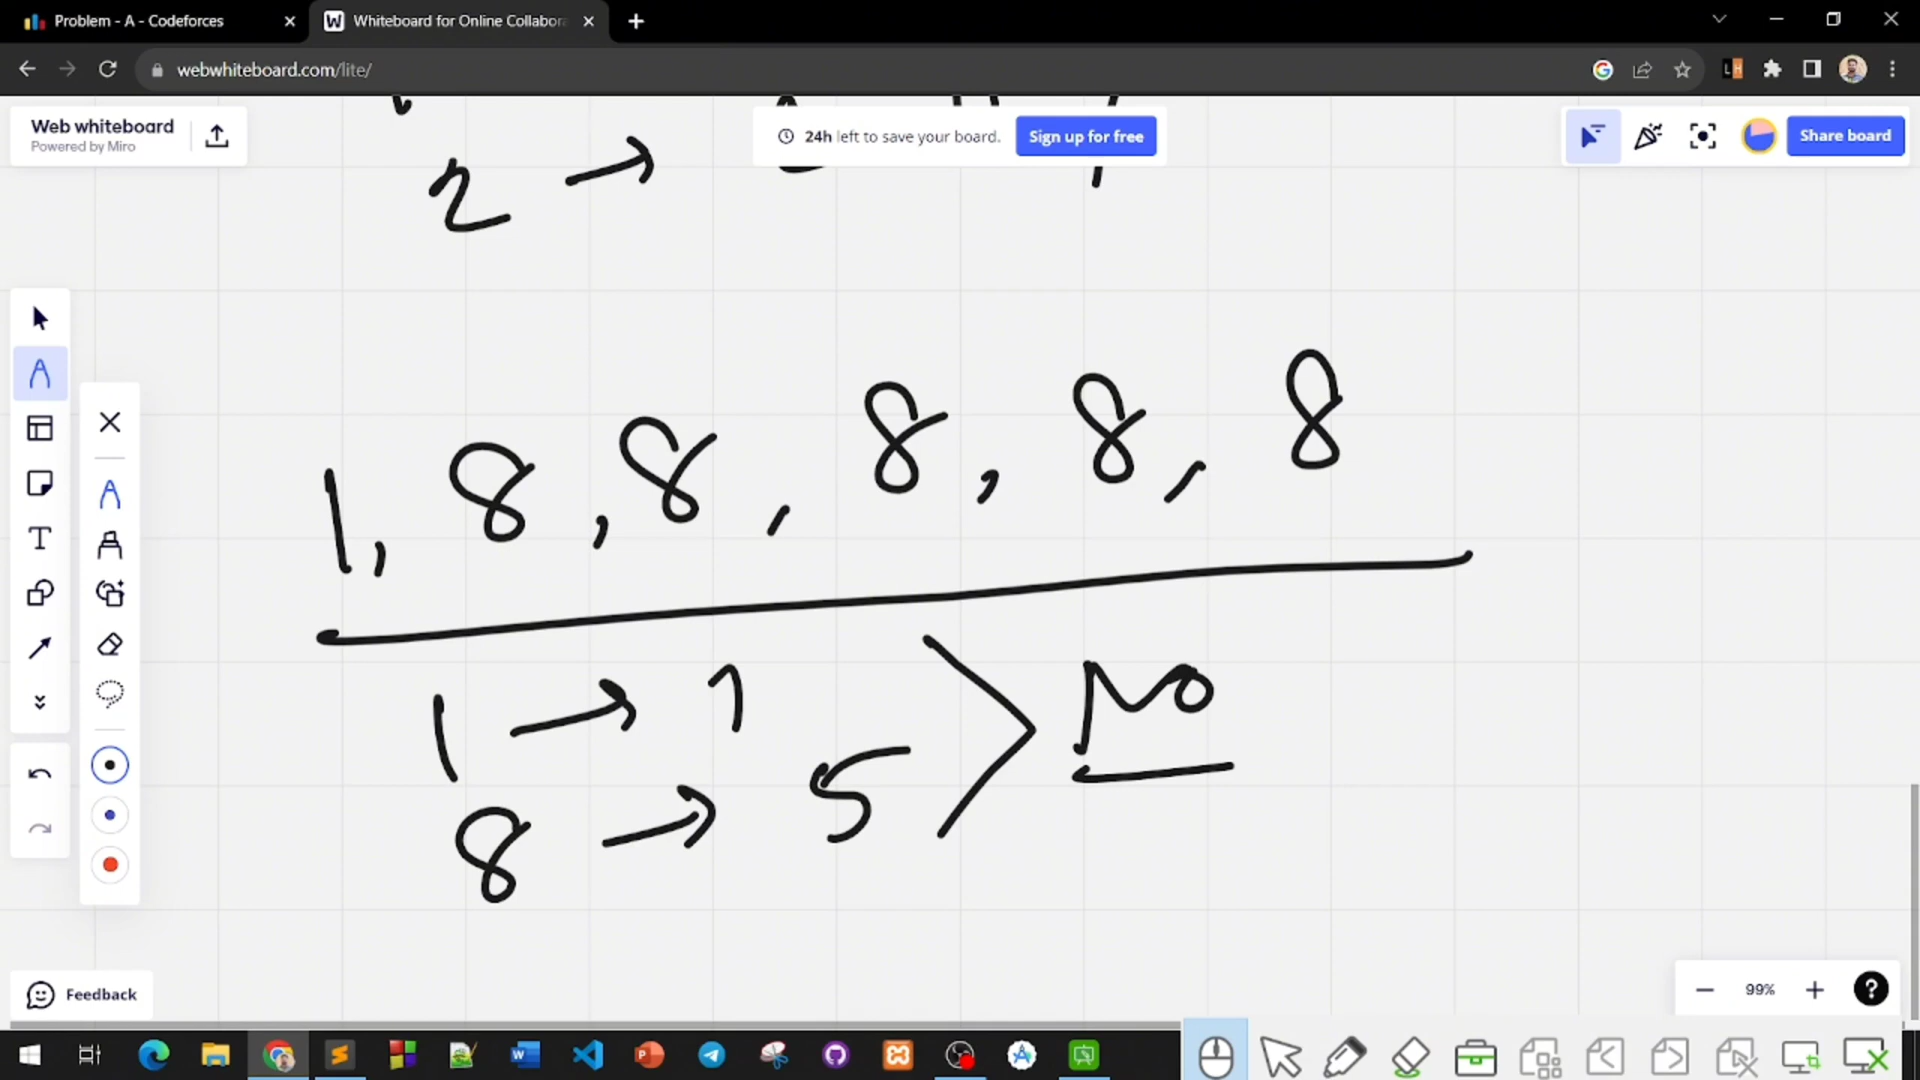 Problem - A - Codeforces
Whiteboard for Online Collabora
webwhiteboard.com/lite/
Web whiteboard
Powered by Miro
24h left to save your board.
Sign up for free
Share board
2 →
1, 8, 8, 8, 8, 8
1 → 1
8 → 5
No
Feedback
99%